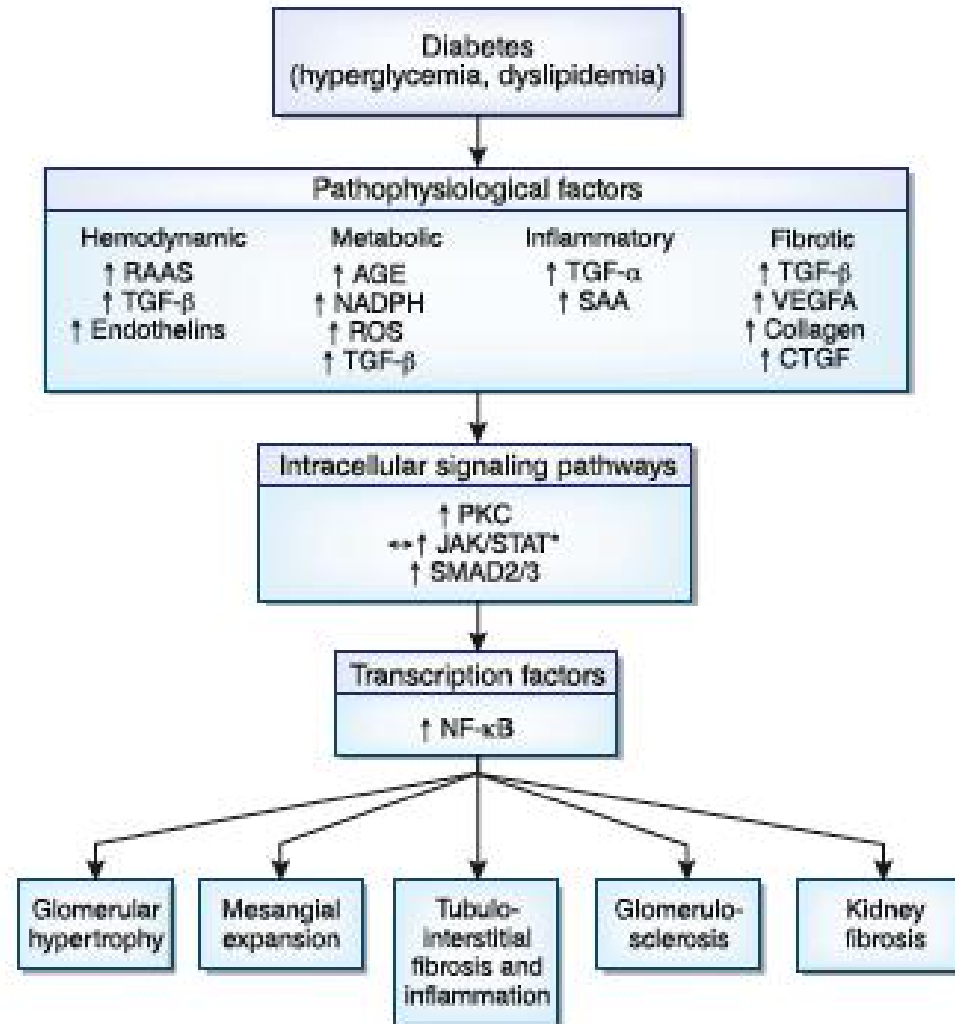 Diabetes
(hyperglycemia, dyslipidemia)
Pathophysiological factors
Hemodynamic
↑ RAAS
↑ TGF-β
↑ Endothelins
Metabolic
↑ AGE
↑ NADPH
↑ ROS
↑ TGF-β
Inflammatory
↑ TGF-α
↑ SAA
Fibrotic
↑ TGF-β
↑ VEGFA
↑ Collagen
↑ CTGF
Intracellular signaling pathways
↑ PKC
↔↑ JAK/STAT*
↑ SMAD2/3
Transcription factors
↑ NF-κB
Glomerular
hypertrophy
Mesangial
expansion
Tubulo-
interstitial
fibrosis and
inflammation
Glomerulo-
sclerosis
Kidney
fibrosis